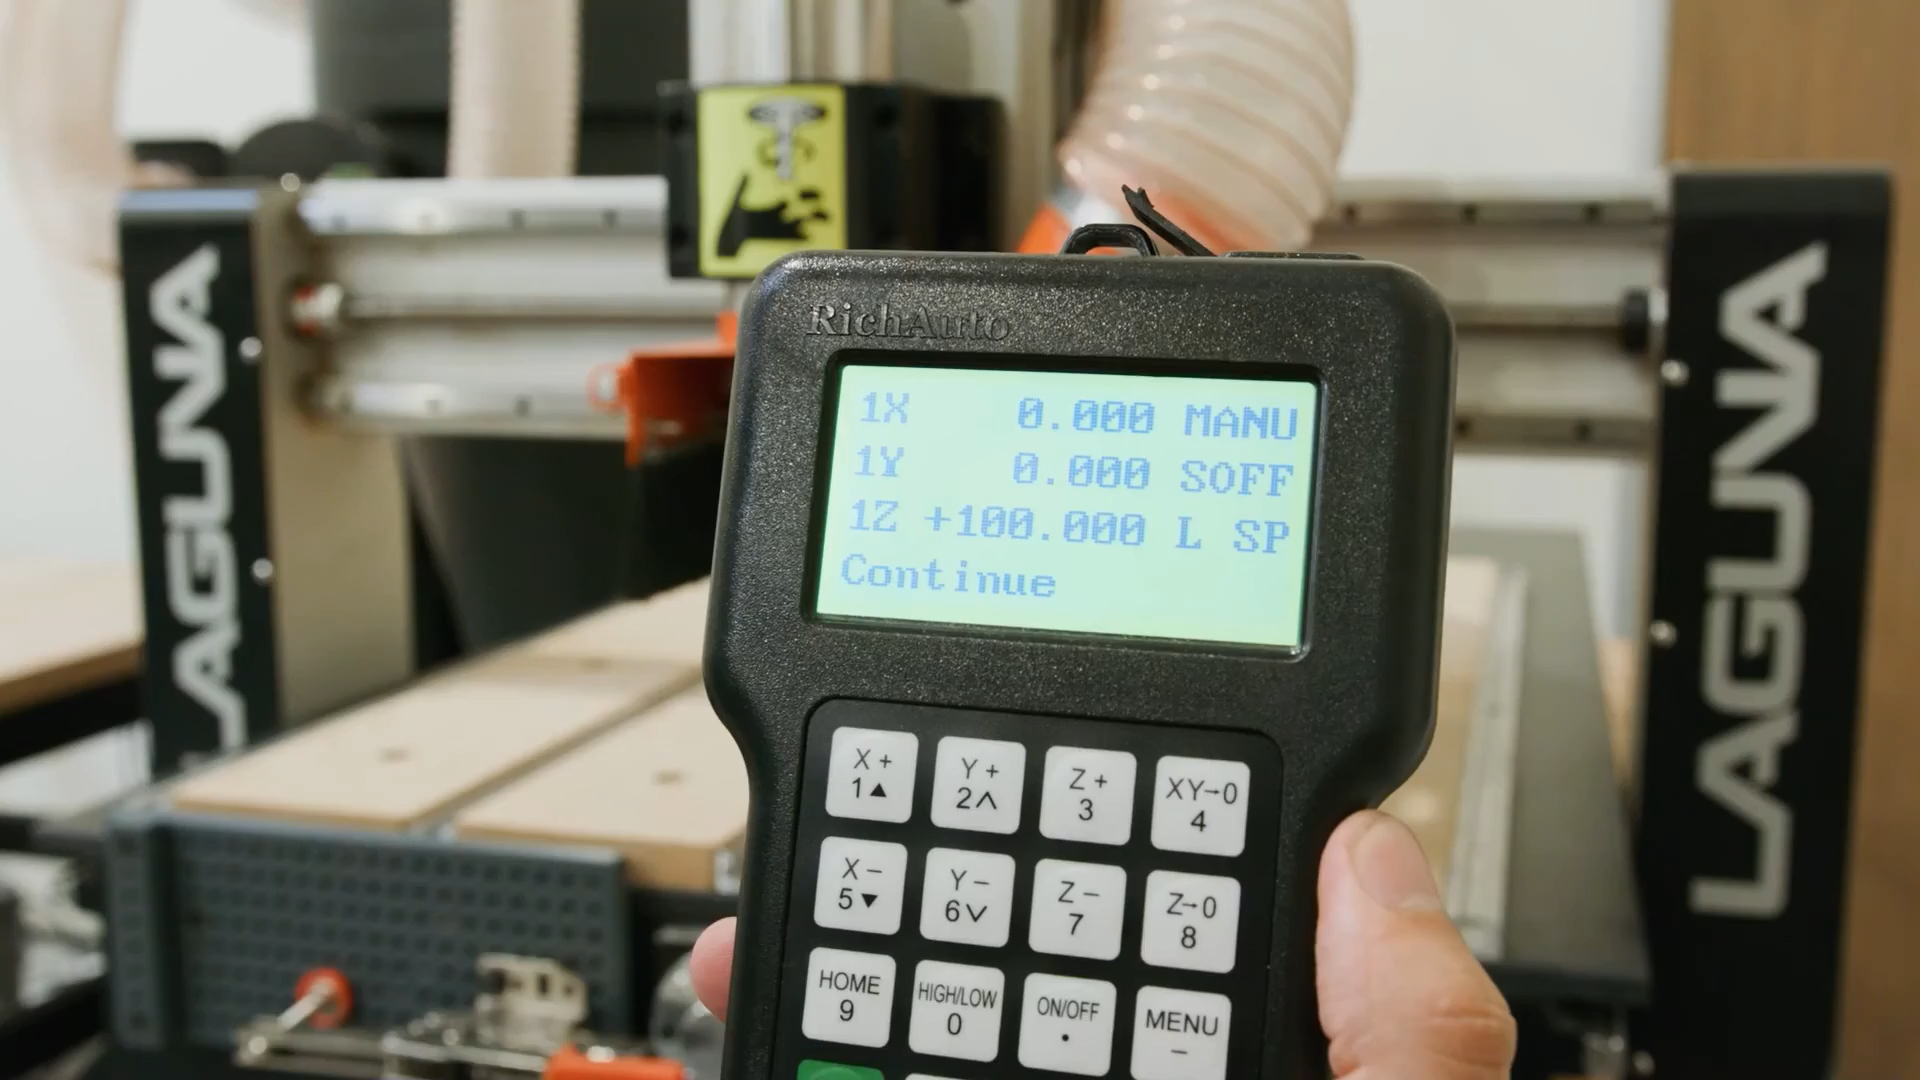 LAGUNA
LAGUNA
RichAuto
1X 0.000 MANU
1Y 0.000 SOFF
1Z +100.000 L SP
Continue
X+ Y+ Z+ XY→0
1▲ 2∧ 3 4
X− Y− Z− Z→0
5▼ 6∨ 7 8
HOME HIGH/LOW ON/OFF MENU
9 0 . −